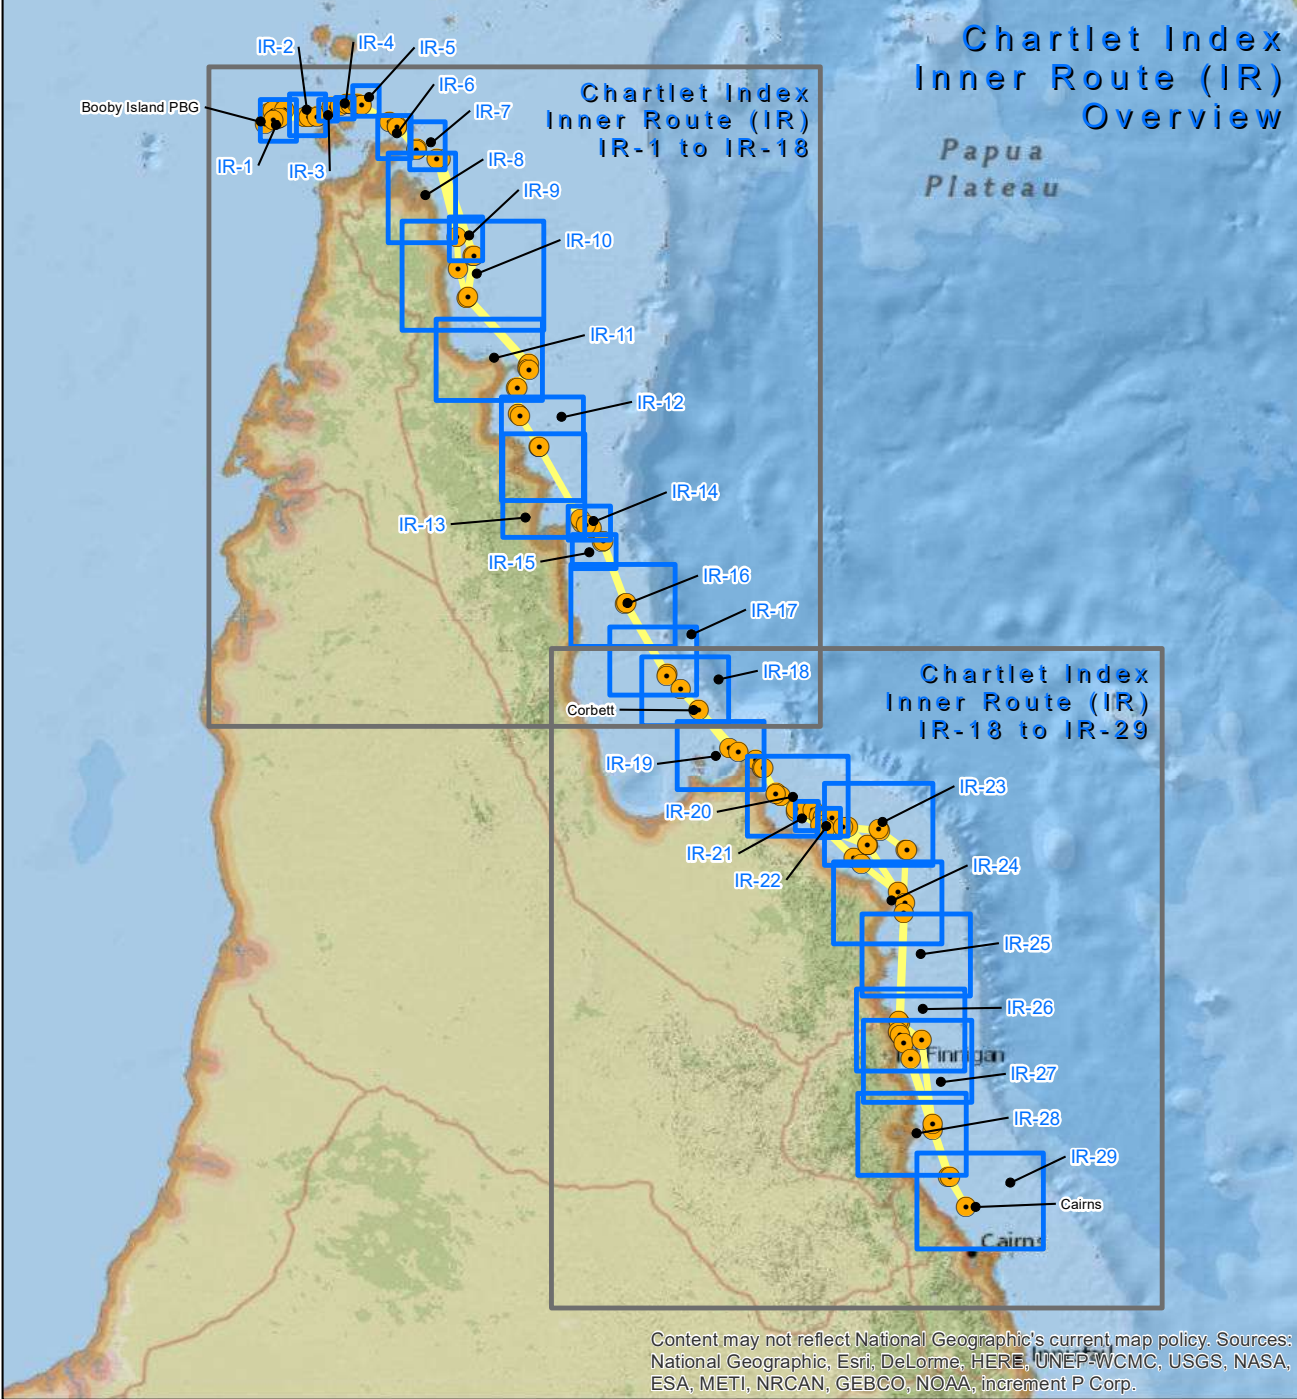 Chartlet Index
Inner Route (IR)
Overview
IR-2
IR-4
IR-5
IR-6
Chartlet Index
Inner Route (IR)
IR-1 to IR-18
Booby Island PBG
IR-7
IR-1
IR-3
IR-8
Papua
Plateau
IR-9
IR-10
IR-11
IR-12
IR-14
IR-13
IR-15
IR-16
IR-17
IR-18
Chartlet Index
Inner Route (IR)
IR-18 to IR-29
Corbett
IR-19
IR-23
IR-20
IR-21
IR-22
IR-24
IR-25
IR-26
Finnigan
IR-27
IR-28
IR-29
Cairns
Cairns
Content may not reflect National Geographic's current map policy. Sources:
National Geographic, Esri, DeLorme, HERE, UNEP-WCMC, USGS, NASA,
ESA, METI, NRCAN, GEBCO, NOAA, increment P Corp.